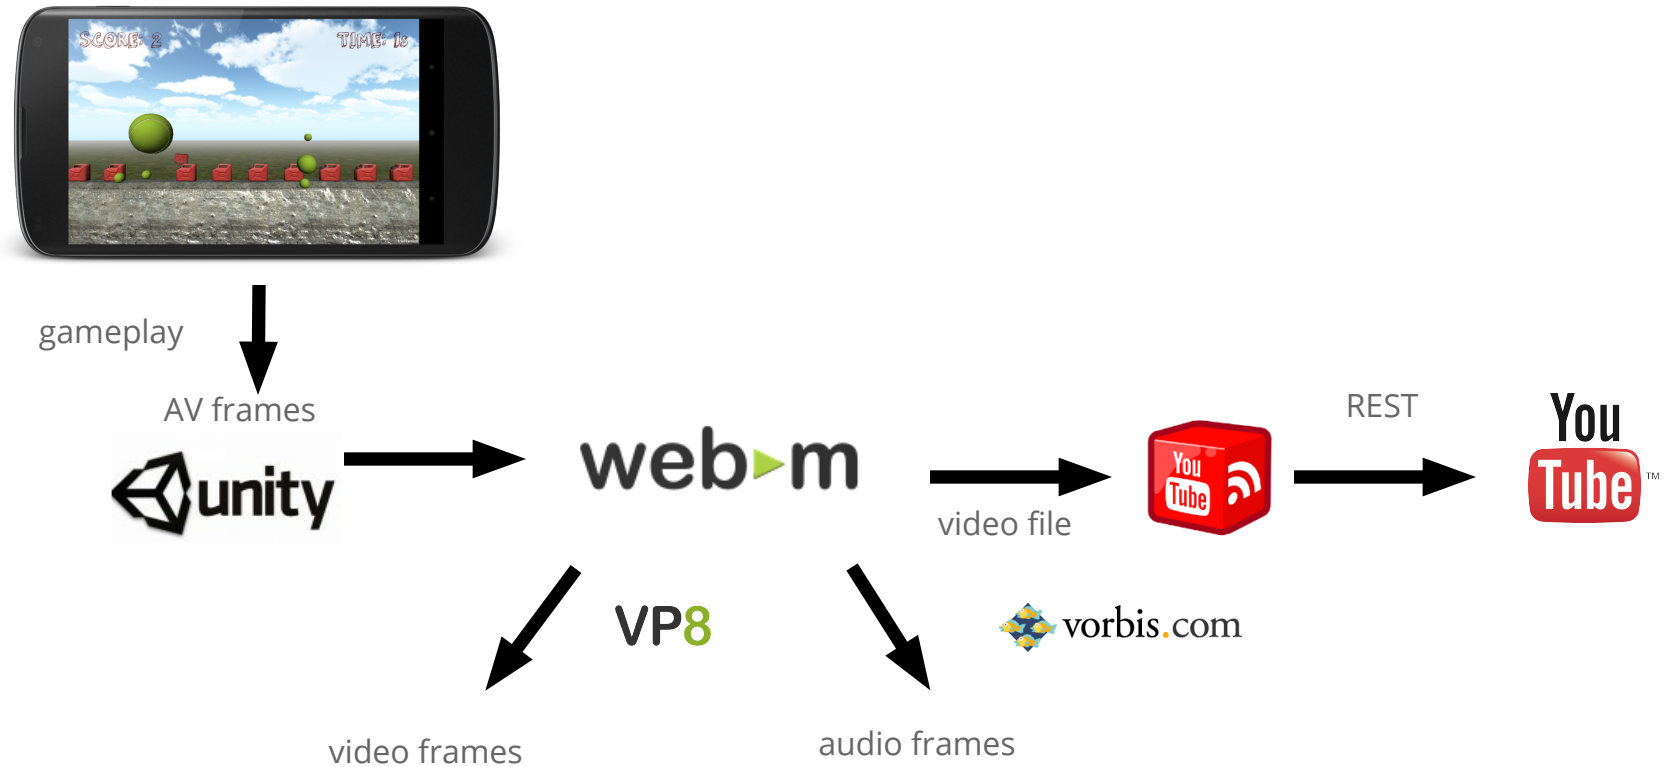 SCORE: 2
TIME: 1s
gameplay
AV frames
unity
webm
video file
You
Tube
REST
You
Tube™
VP8
vorbis.com
video frames
audio frames